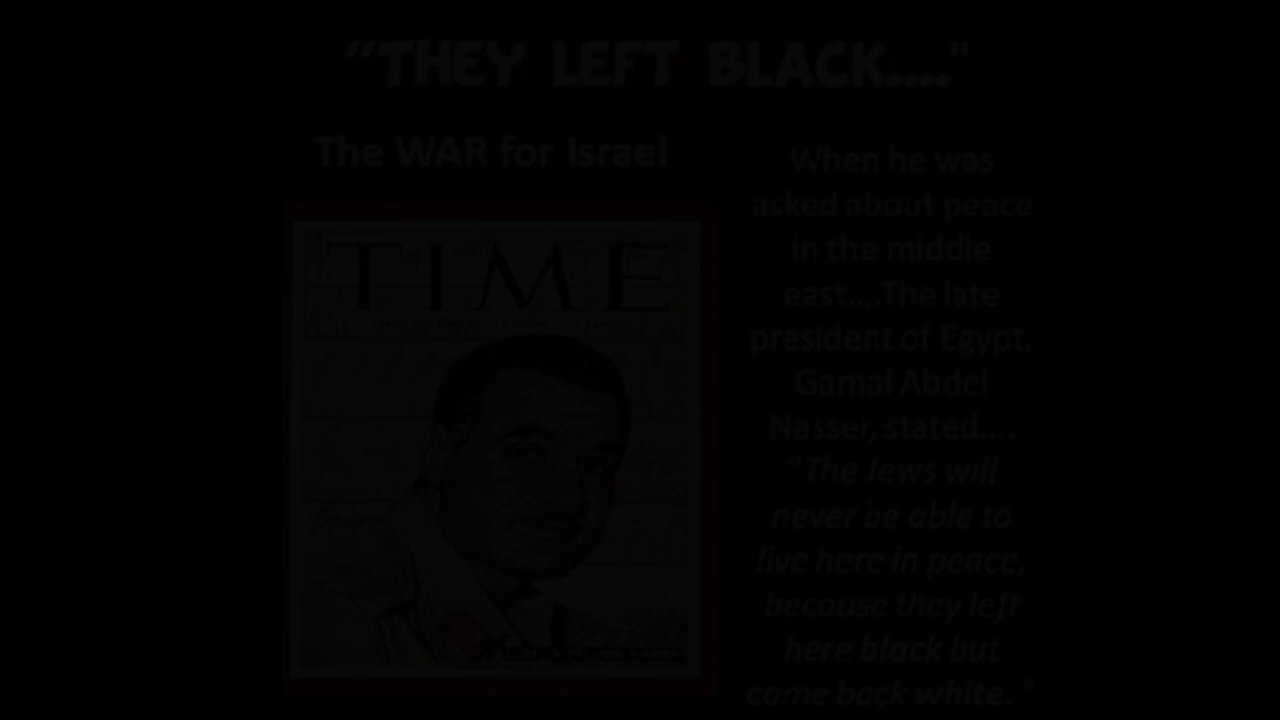 “THEY LEFT BLACK...."
The WAR for Israel
TIME
When he was
asked about peace
in the middle
east....The late
president of Egypt,
Gamal Abdel
Nasser, stated....
"The Jews will
never be able to
live here in peace,
because they left
here black but
came back white. "